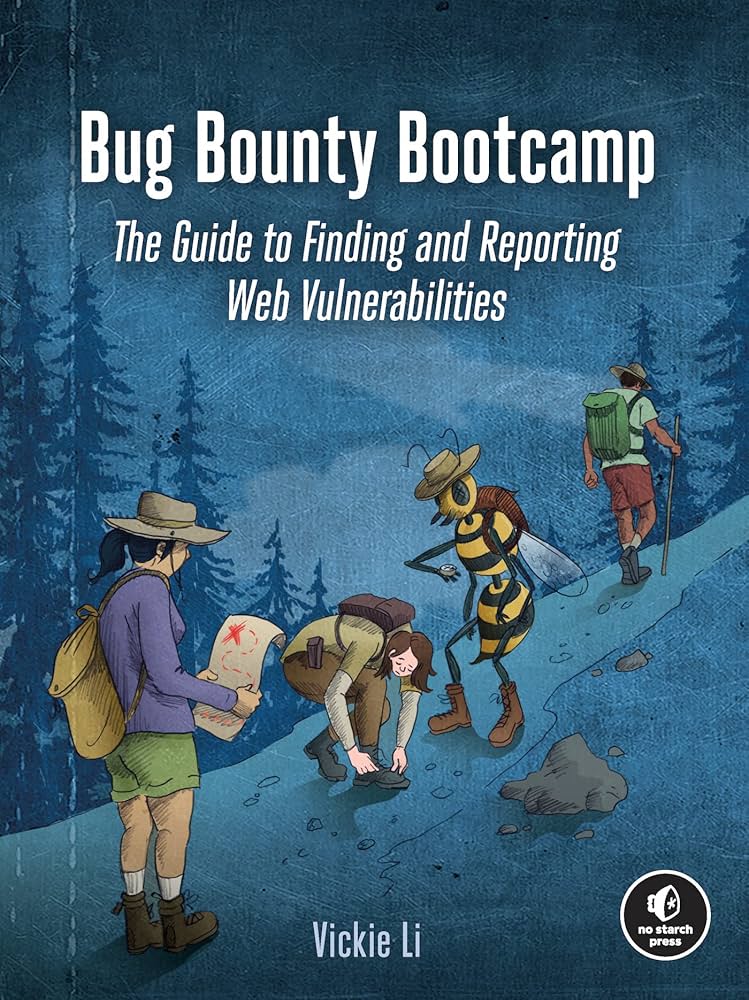 Bug Bounty Bootcamp
The Guide to Finding and Reporting
Web Vulnerabilities
Vickie Li
no starch
press